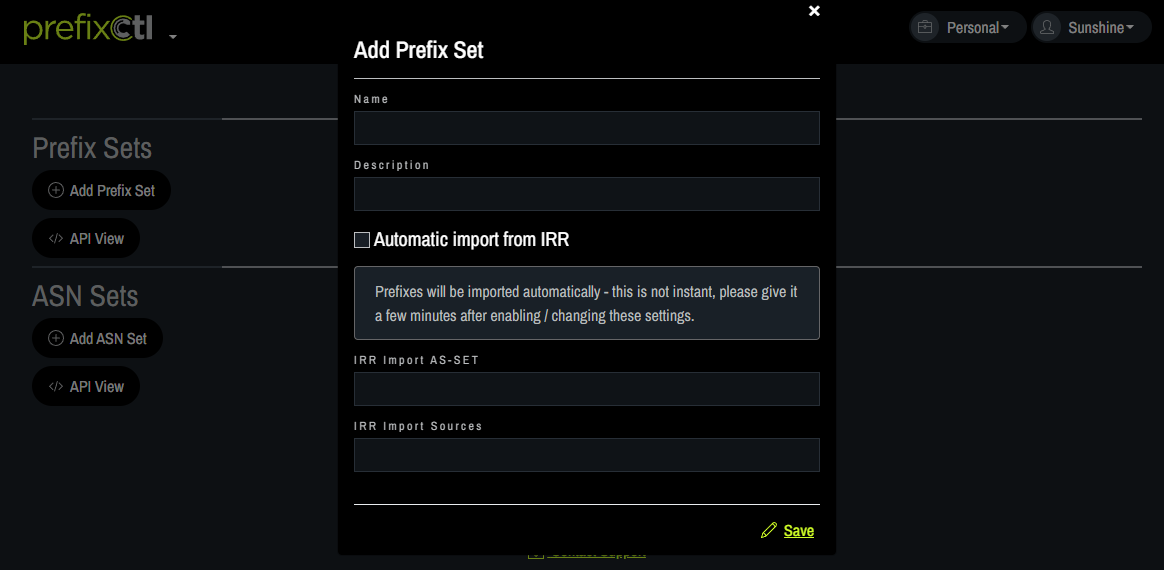 prefixctl
Personal
Sunshine
Add Prefix Set
Name
Description
Automatic import from IRR
Prefixes will be imported automatically - this is not instant, please give it
a few minutes after enabling / changing these settings.
IRR Import AS-SET
IRR Import Sources
Save
Prefix Sets
Add Prefix Set
</> API View
ASN Sets
Add ASN Set
</> API View
Contact Support